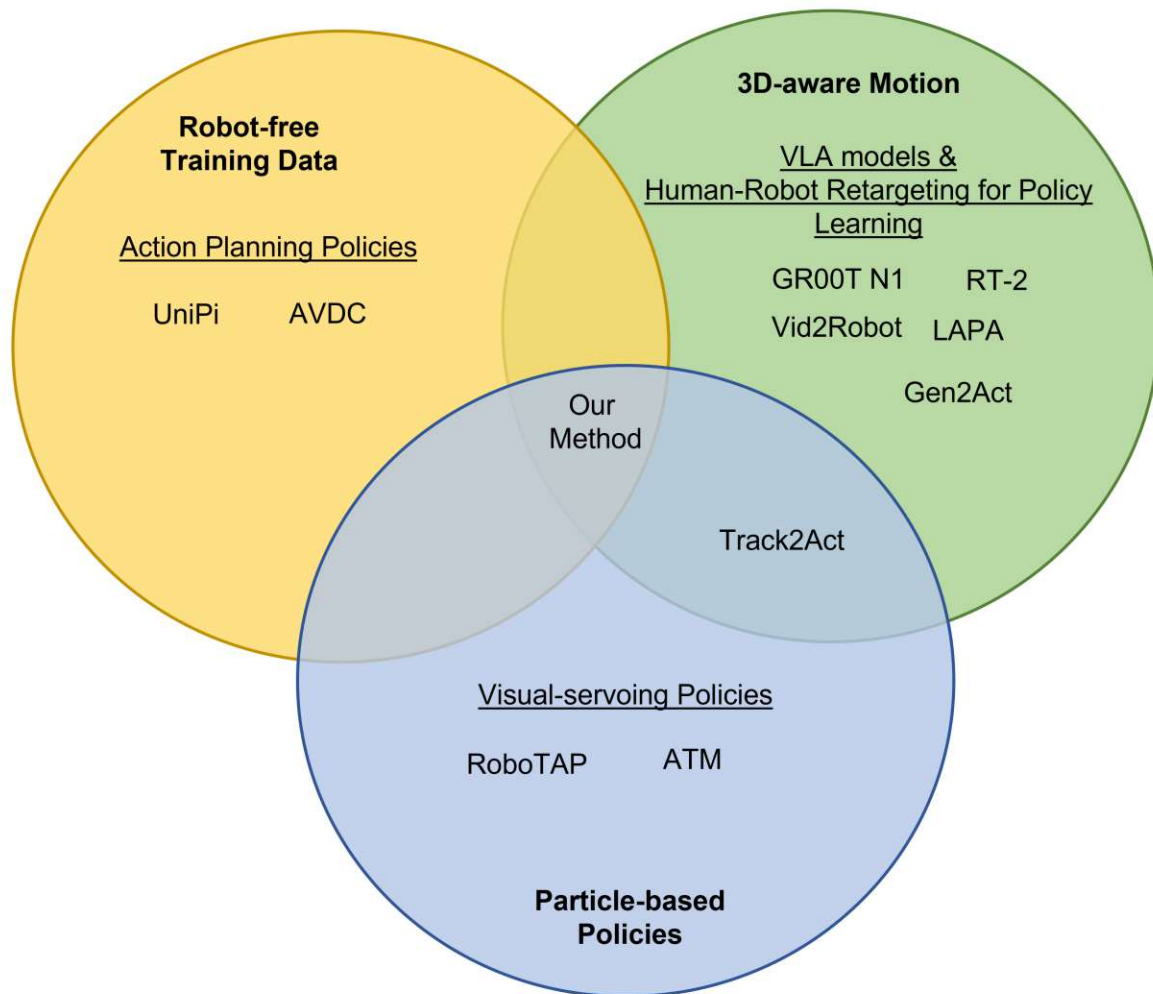 Robot-free
Training Data
Action Planning Policies
UniPi AVDC
3D-aware Motion
VLA models &
Human-Robot Retargeting for Policy
Learning
GR00T N1 RT-2
Vid2Robot LAPA
Gen2Act
Our
Method
Track2Act
Visual-servoing Policies
RoboTAP ATM
Particle-based
Policies